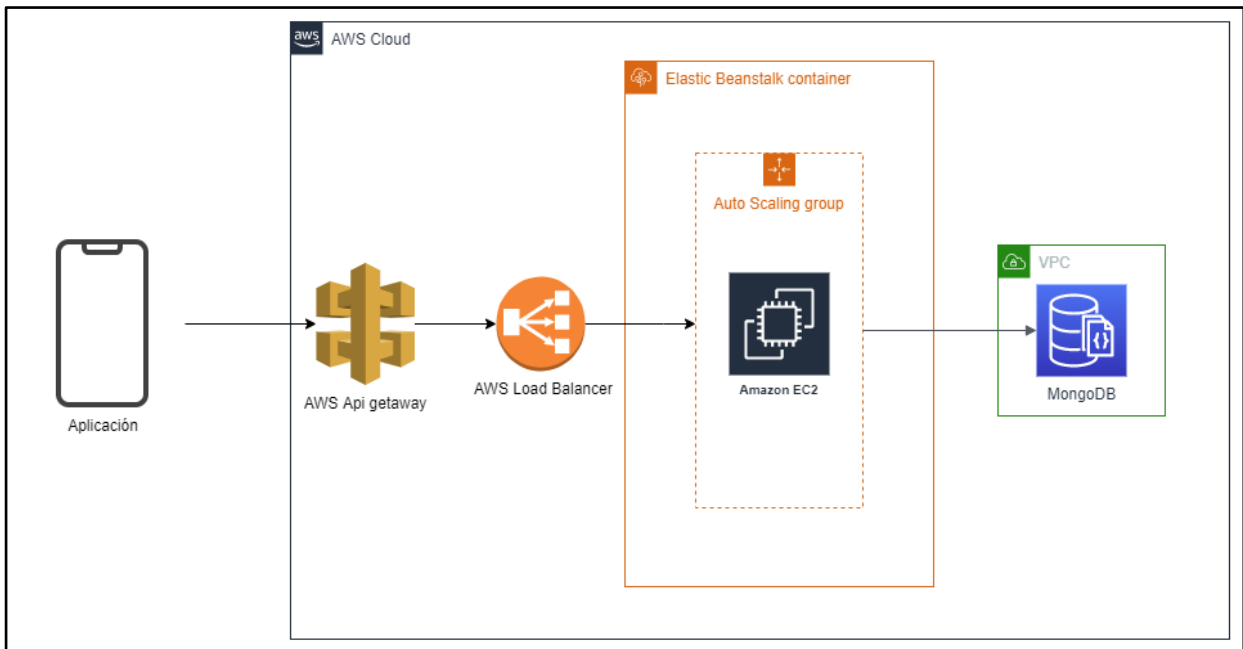 aws AWS Cloud
Elastic Beanstalk container
Auto Scaling group
VPC
Amazon EC2
AWS Load Balancer
MongoDB
AWS Api getaway
Aplicación